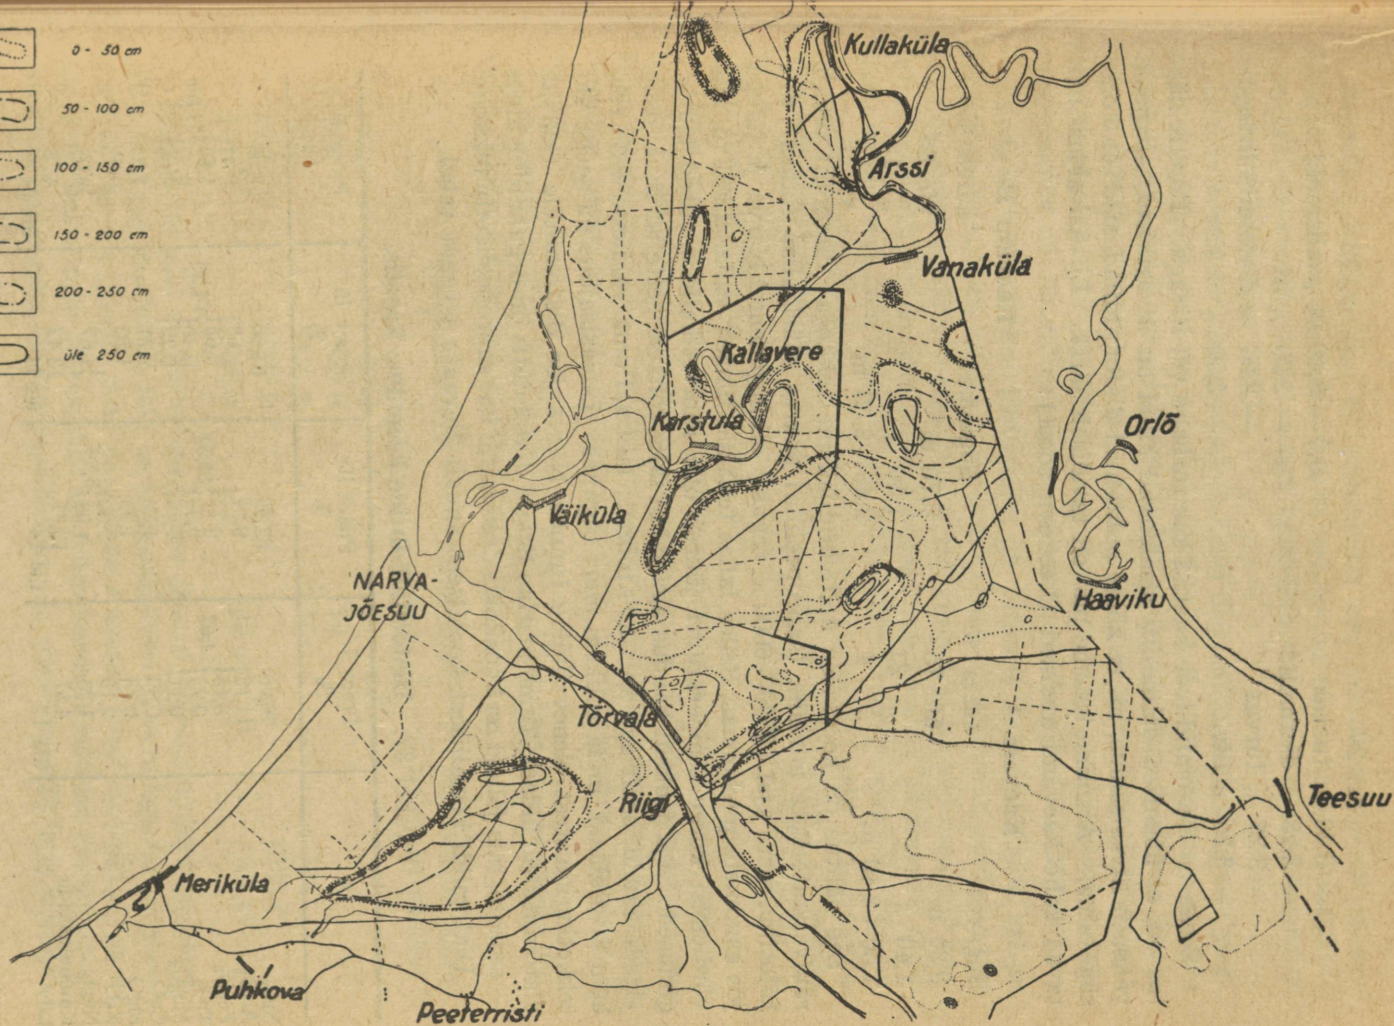 0 - 50 cm
50 - 100 cm
100 - 150 cm
150 - 200 cm
200 - 250 cm
üle 250 cm
Kullaküla
Arssi
Vanaküla
Kallavere
Karstula
Orlõ
Väiküla
NARVA-
JÕESUU
Haaviku
Tõrvala
Riigi
Teesuu
Meriküla
Puhkova
Peeterristi